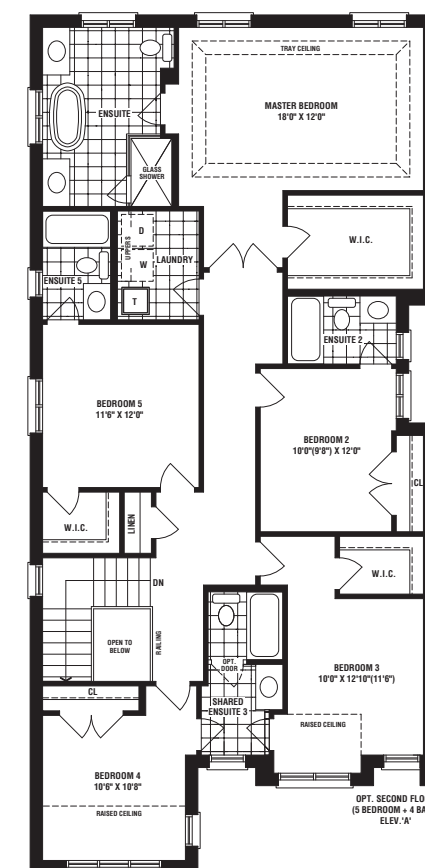 TRAY CEILING
MASTER BEDROOM
18'0" X 12'0"
ENSUITE
GLASS
SHOWER
W.I.C.
UPPERS
D
W
LAUNDRY
T
ENSUITE 5
ENSUITE 2
BEDROOM 5
11'6" X 12'0"
BEDROOM 2
10'0"(9'8") X 12'0"
CL
W.I.C.
LINEN
W.I.C.
DN
OPEN TO
BELOW
RAILING
OPT.
DOOR
SHARED
ENSUITE 3
BEDROOM 3
10'0" X 12'10"(11'6")
RAISED CEILING
CL
BEDROOM 4
10'6" X 10'8"
RAISED CEILING
OPT. SECOND FLO
(5 BEDROOM + 4 BA
ELEV.'A'